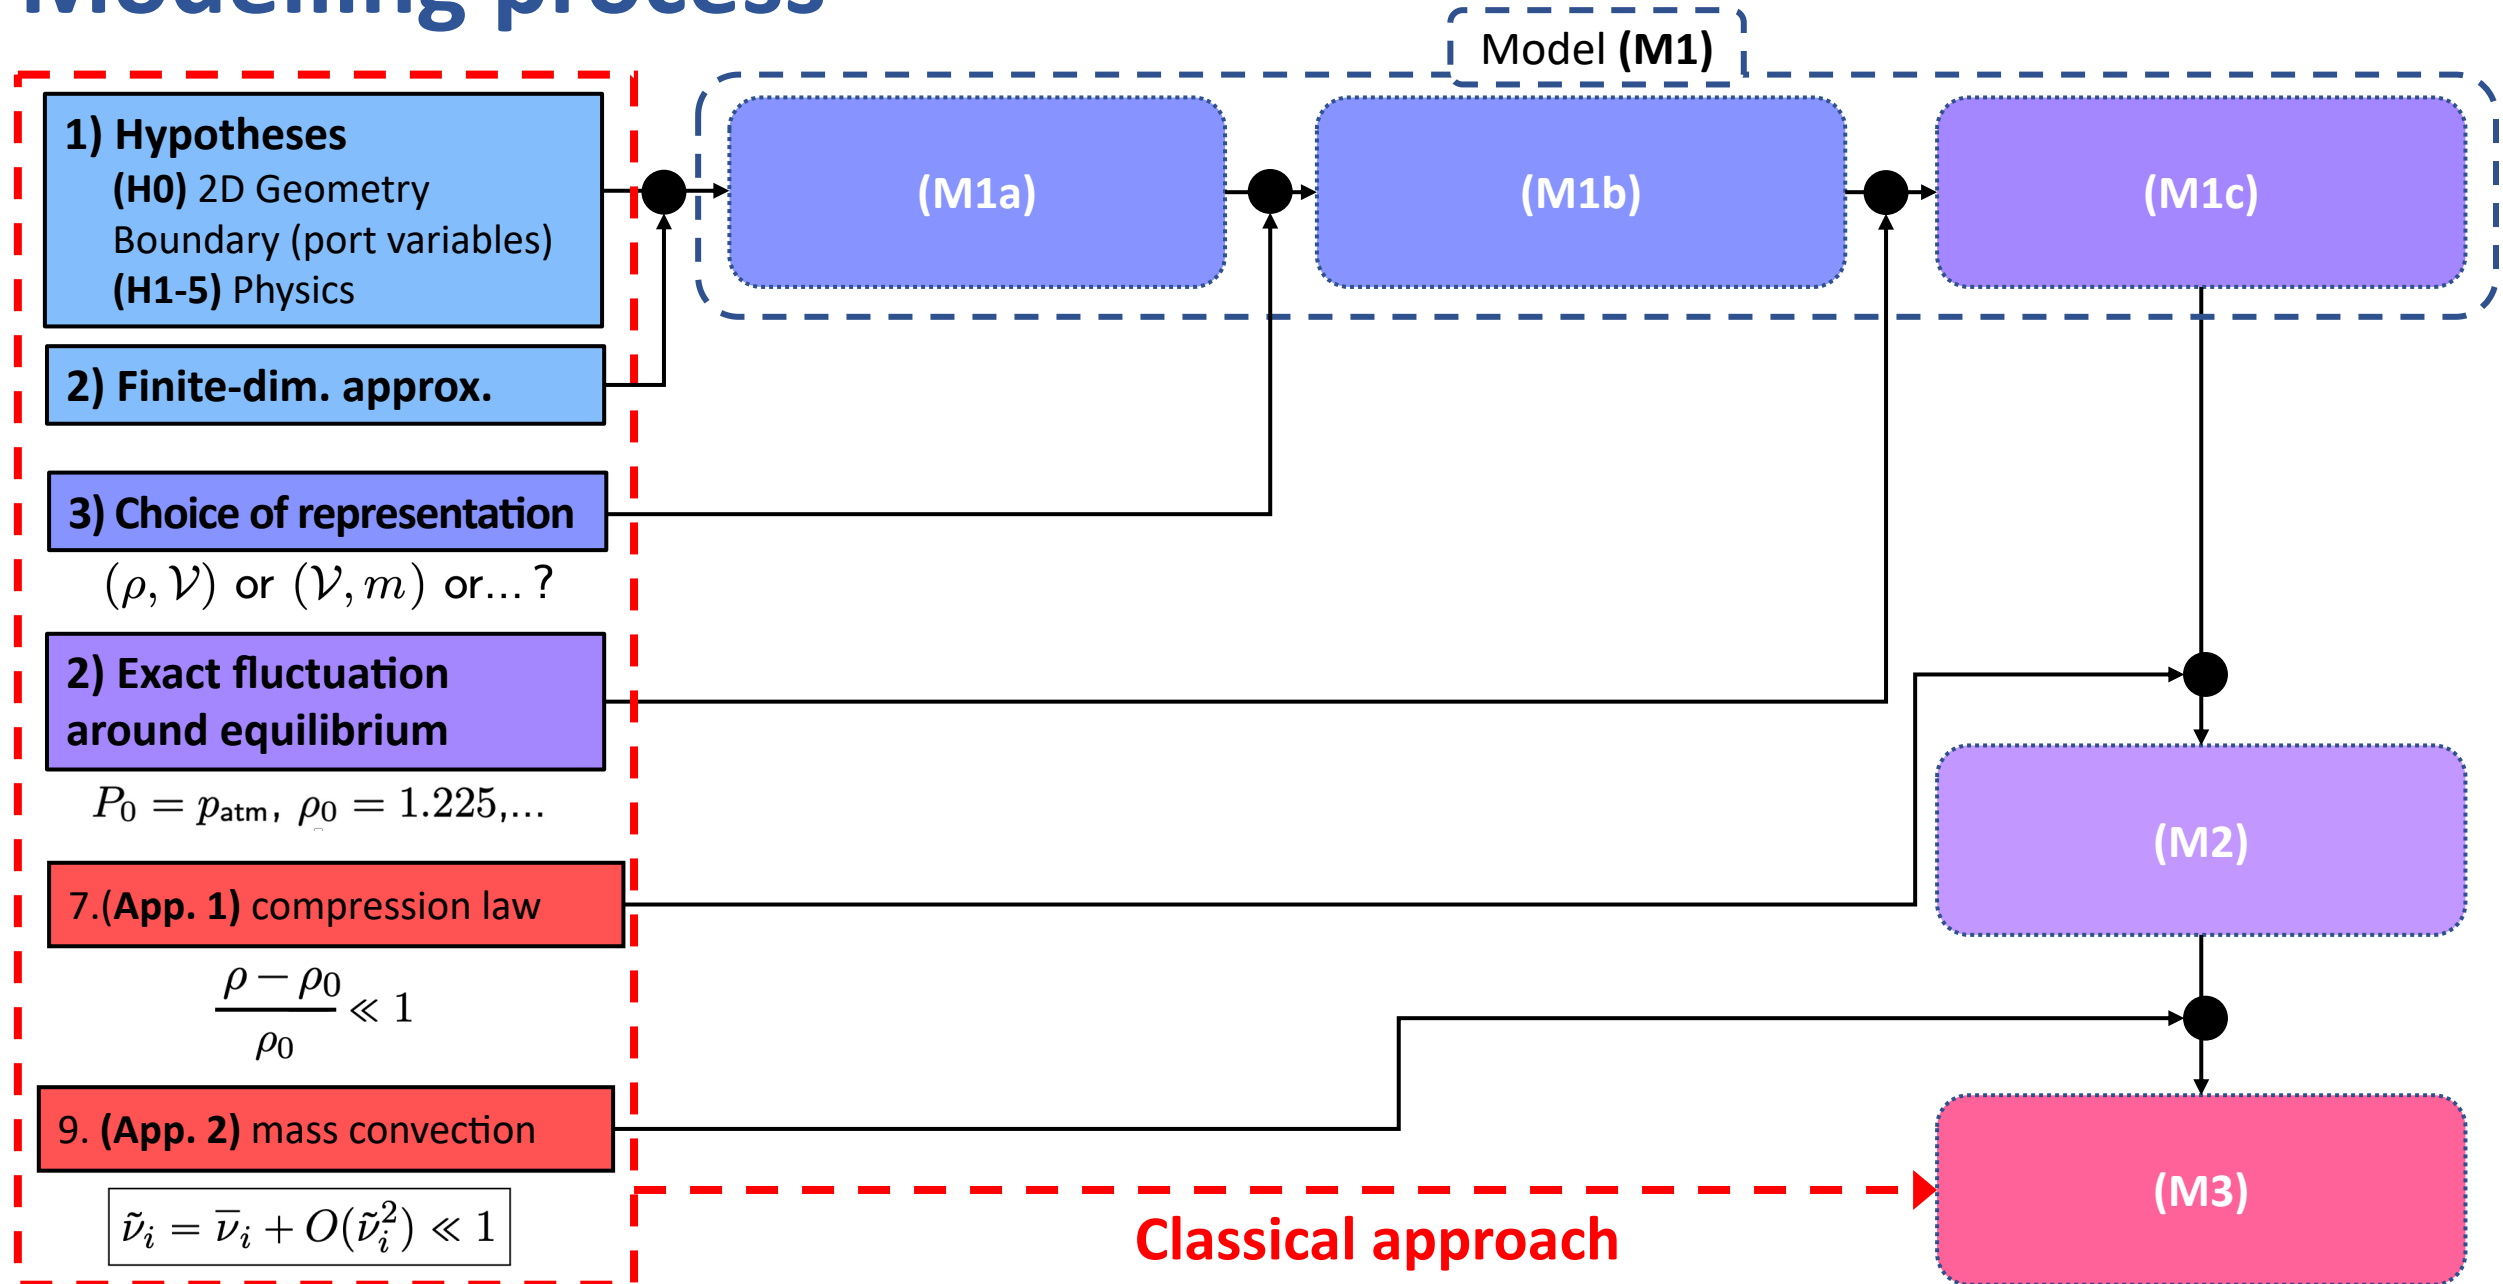 Modelling process
Model (M1)
1) Hypotheses
(H0) 2D Geometry
Boundary (port variables)
(H1-5) Physics
(M1a)
(M1b)
(M1c)
2) Finite-dim. approx.
3) Choice of representation
(ρ, 𝒱) or (𝒱, m) or... ?
2) Exact fluctuation
around equilibrium
P₀ = pₐₜₘ, ρ₀ = 1.225,...
(M2)
7.(App. 1) compression law
ρ − ρ₀
ρ₀
≪ 1
9. (App. 2) mass convection
ν̃ᵢ = ν̄ᵢ + O(ν̃ᵢ²) ≪ 1
(M3)
Classical approach